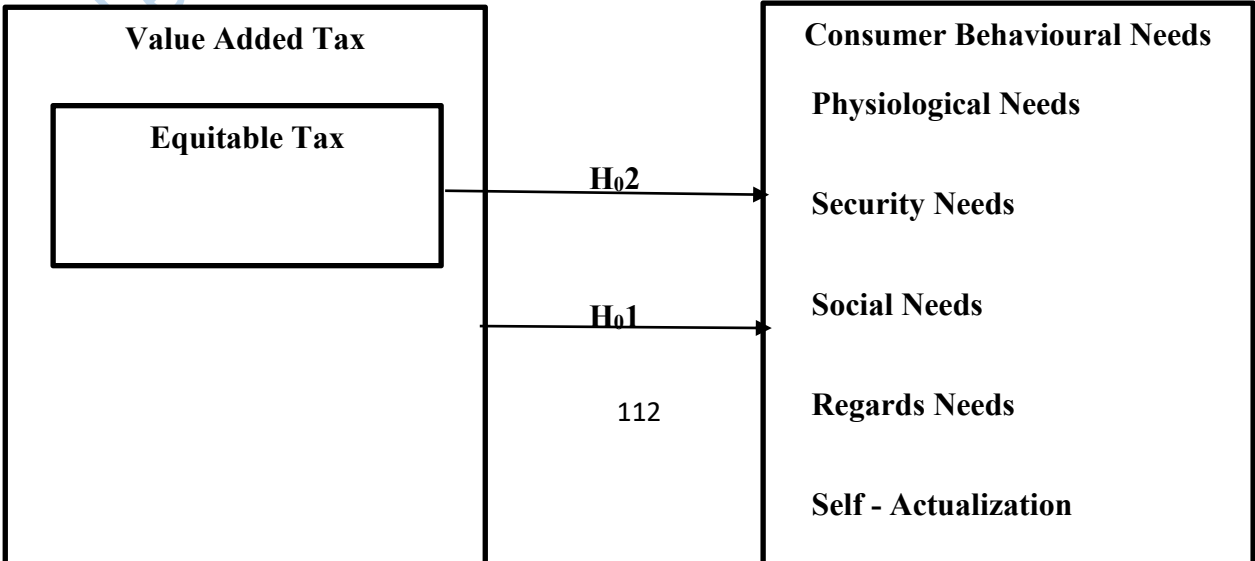 Value Added Tax
Equitable Tax
H₀2
H₀1
112
Consumer Behavioural Needs
Physiological Needs
Security Needs
Social Needs
Regards Needs
Self - Actualization